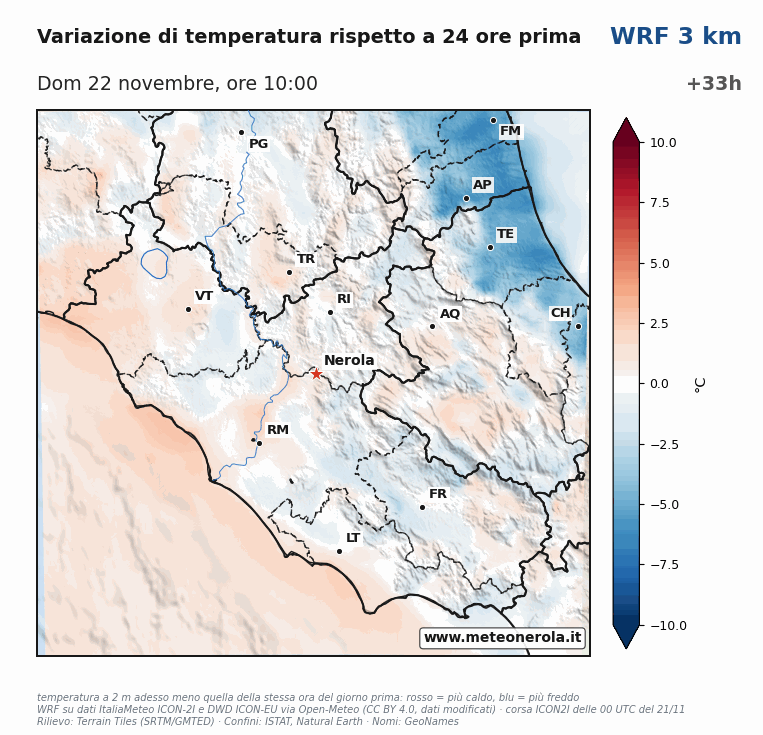 Variazione di temperatura rispetto a 24 ore prima
WRF 3 km
Dom 22 novembre, ore 10:00
+33h
PG
FM
AP
TE
TR
RI
VT
AQ
CH
Nerola
RM
FR
LT
www.meteonerola.it
10.0
7.5
5.0
2.5
0.0
−2.5
−5.0
−7.5
−10.0
°C
temperatura a 2 m adesso meno quella della stessa ora del giorno prima: rosso = più caldo, blu = più freddo
WRF su dati ItaliaMeteo ICON-2I e DWD ICON-EU via Open-Meteo (CC BY 4.0, dati modificati) · corsa ICON2I delle 00 UTC del 21/11
Rilievo: Terrain Tiles (SRTM/GMTED) · Confini: ISTAT, Natural Earth · Nomi: GeoNames